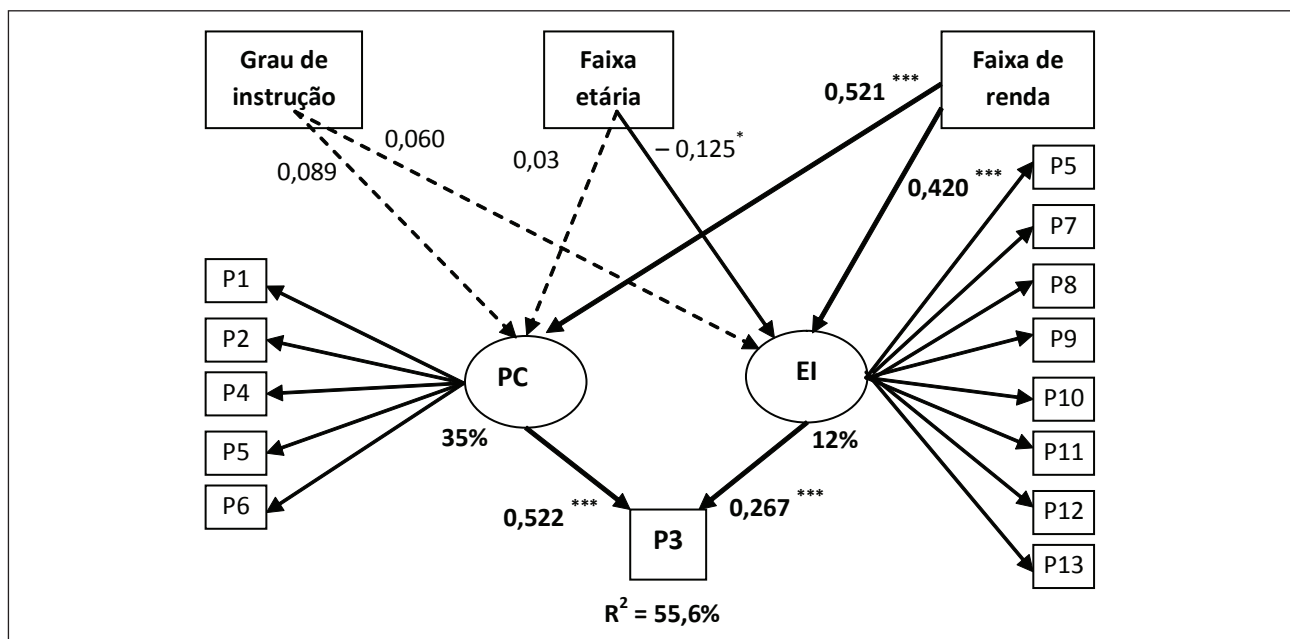 Grau de
instrução
Faixa
etária
Faixa de
renda
0,521 ***
0,060
0,089
0,03
– 0,125*
0,420 ***
P5
P7
P8
P9
P10
P11
P12
P13
P1
P2
P4
P5
P6
PC
EI
35%
12%
0,522 ***
0,267 ***
P3
R² = 55,6%